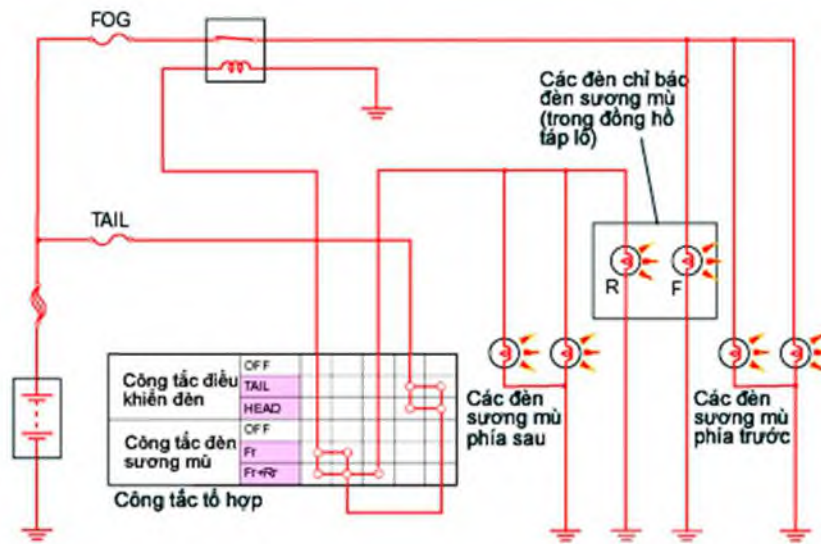 FOG
Các đèn chỉ báo
đèn sương mù
(trong đồng hồ
táp lô)
TAIL
R
F
Công tắc điều
khiển đèn
OFF
TAIL
HEAD
Công tắc đèn
sương mù
OFF
Fr
Fr+Rr
Công tắc tổ hợp
Các đèn
sương mù
phía sau
Các đèn
sương mù
phía trước